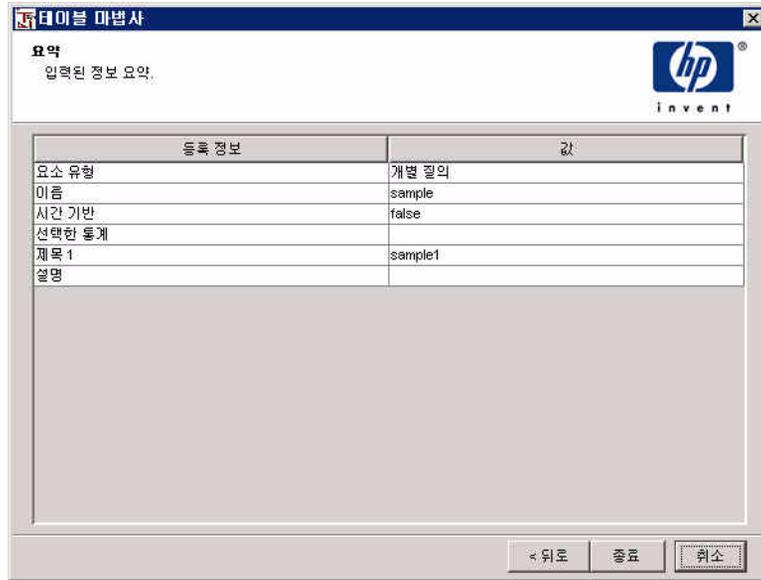 테이블 마법사
요약
입력된 정보 요약.
hp
®
invent
등록 정보 값
요소 유형 개별 질의
이름 sample
시간 기반 false
선택한 통계
제목 1 sample1
설명
< 뒤로 종료 취소